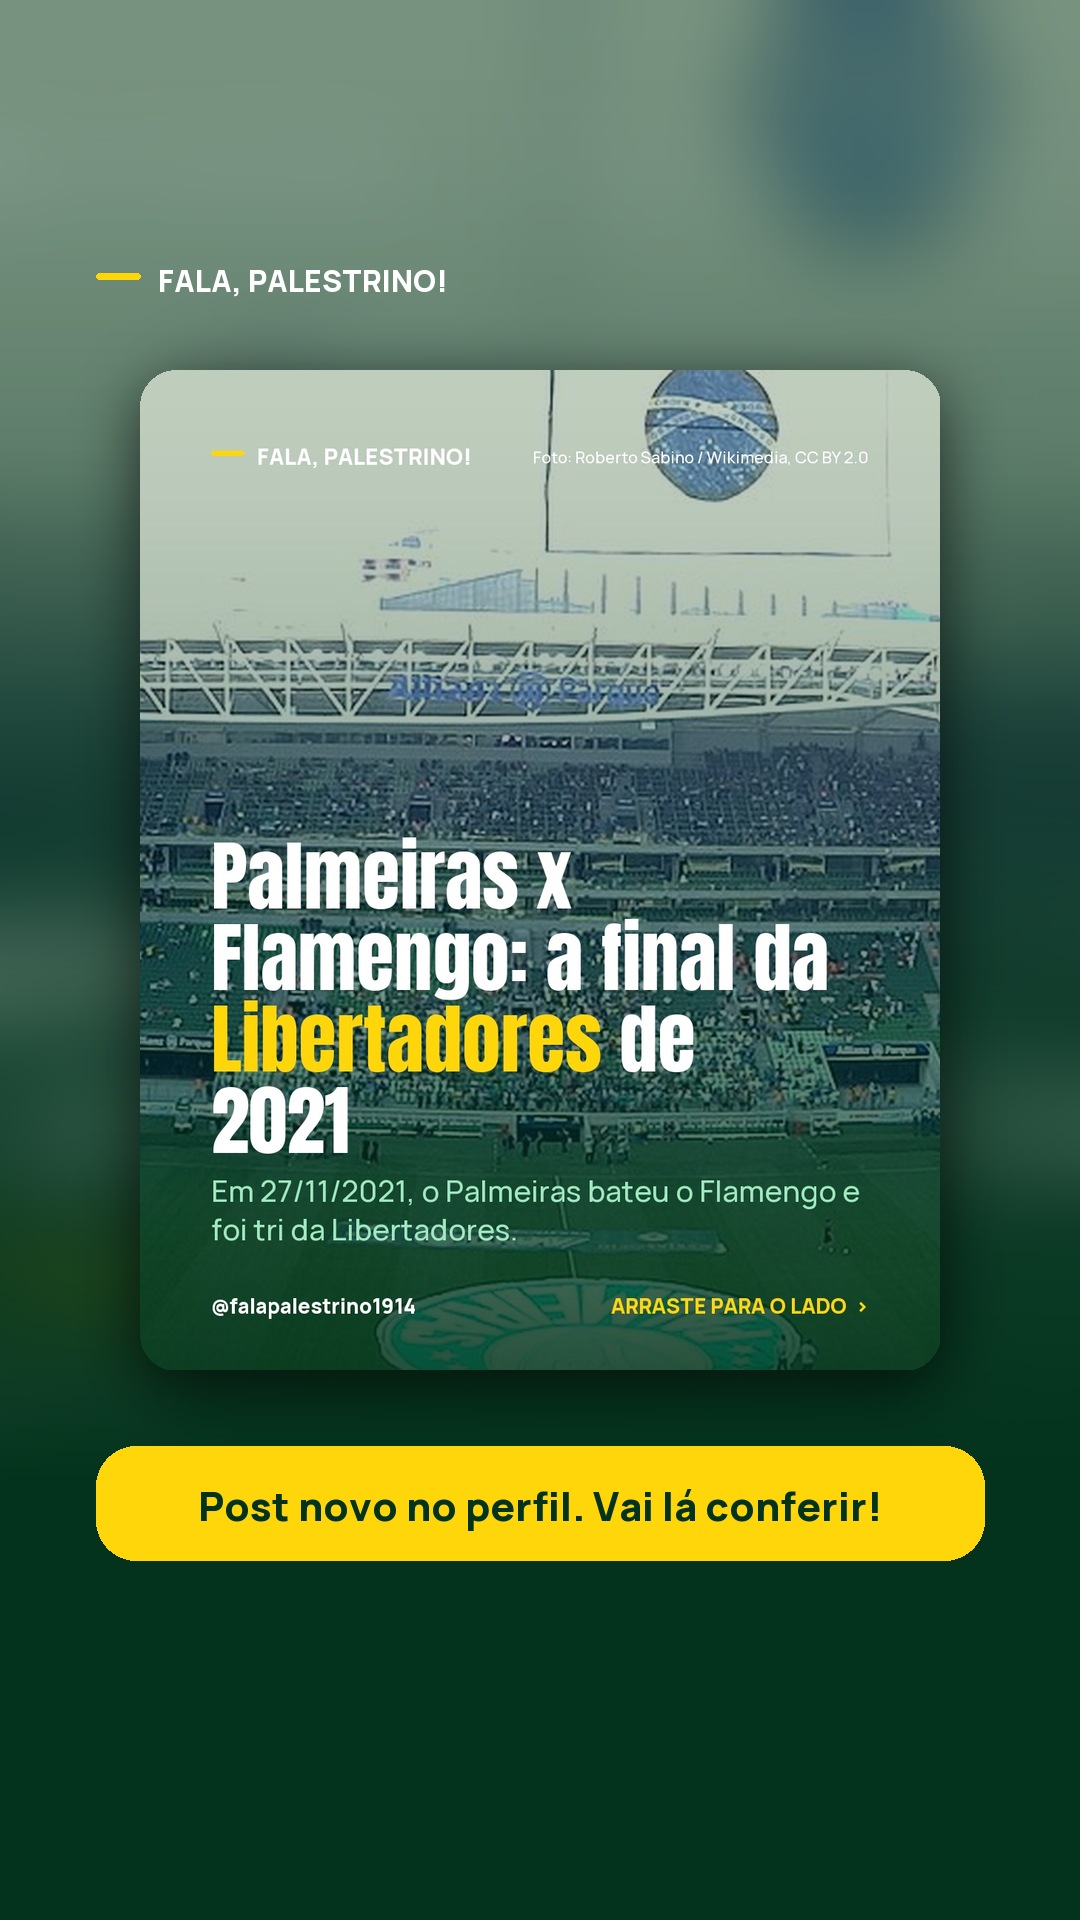 FALA, PALESTRINO!
FALA, PALESTRINO!
Foto: Roberto Sabino / Wikimedia, CC BY 2.0
Allianz Parque
Palmeiras x
Flamengo: a final da
Libertadores de
2021
Em 27/11/2021, o Palmeiras bateu o Flamengo e
foi tri da Libertadores.
@falapalestrino1914
ARRASTE PARA O LADO >
Post novo no perfil. Vai lá conferir!